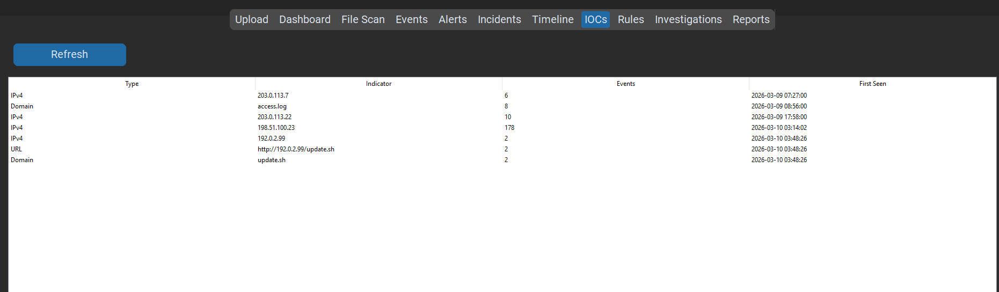 Upload Dashboard File Scan Events Alerts Incidents Timeline IOCs Rules Investigations Reports
Refresh
Type Indicator Events First Seen
IPv4 203.0.113.7 6 2026-03-09 07:27:00
Domain access.log 8 2026-03-09 08:56:00
IPv4 203.0.113.22 10 2026-03-09 17:58:00
IPv4 198.51.100.23 178 2026-03-10 03:14:02
IPv4 192.0.2.99 2 2026-03-10 03:48:26
URL http://192.0.2.99/update.sh 2 2026-03-10 03:48:26
Domain update.sh 2 2026-03-10 03:48:26